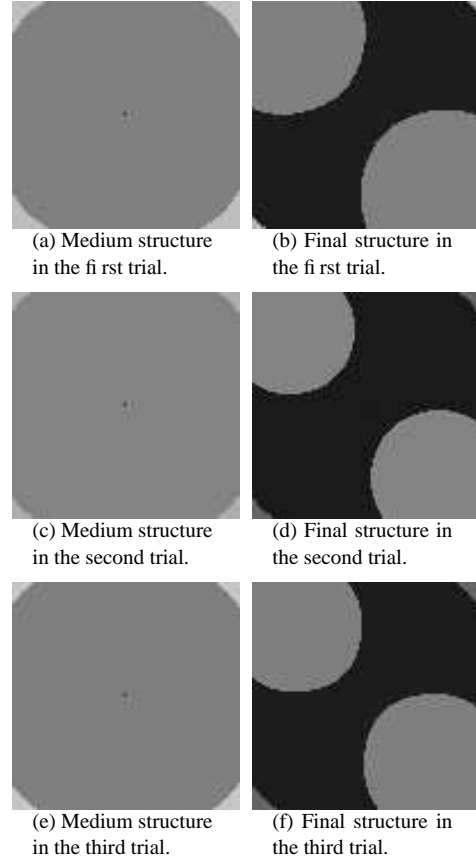 (a) Medium structure
in the fi rst trial.
(b) Final structure in
the fi rst trial.
(c) Medium structure
in the second trial.
(d) Final structure in
the second trial.
(e) Medium structure
in the third trial.
(f) Final structure in
the third trial.